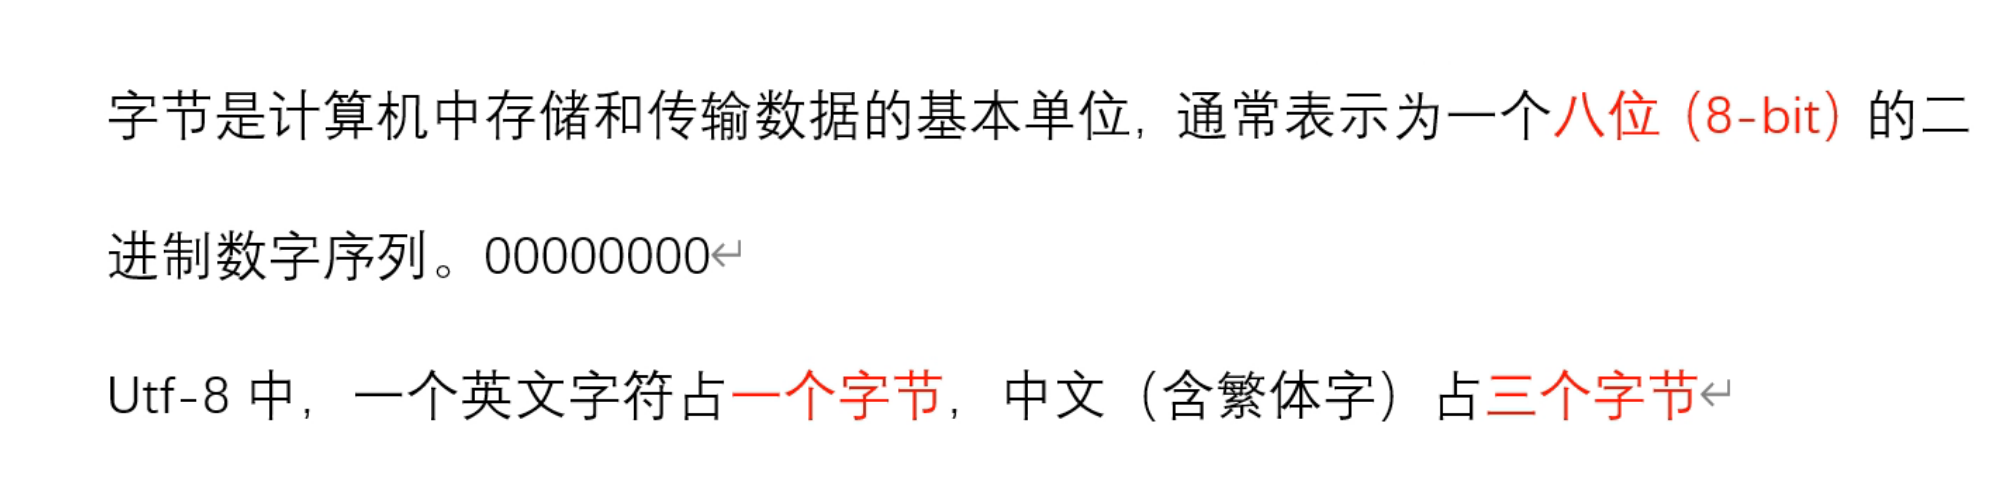 字节是计算机中存储和传输数据的基本单位，通常表示为一个八位（8-bit）的二
进制数字序列。00000000↵
Utf-8 中，一个英文字符占一个字节，中文（含繁体字）占三个字节↵